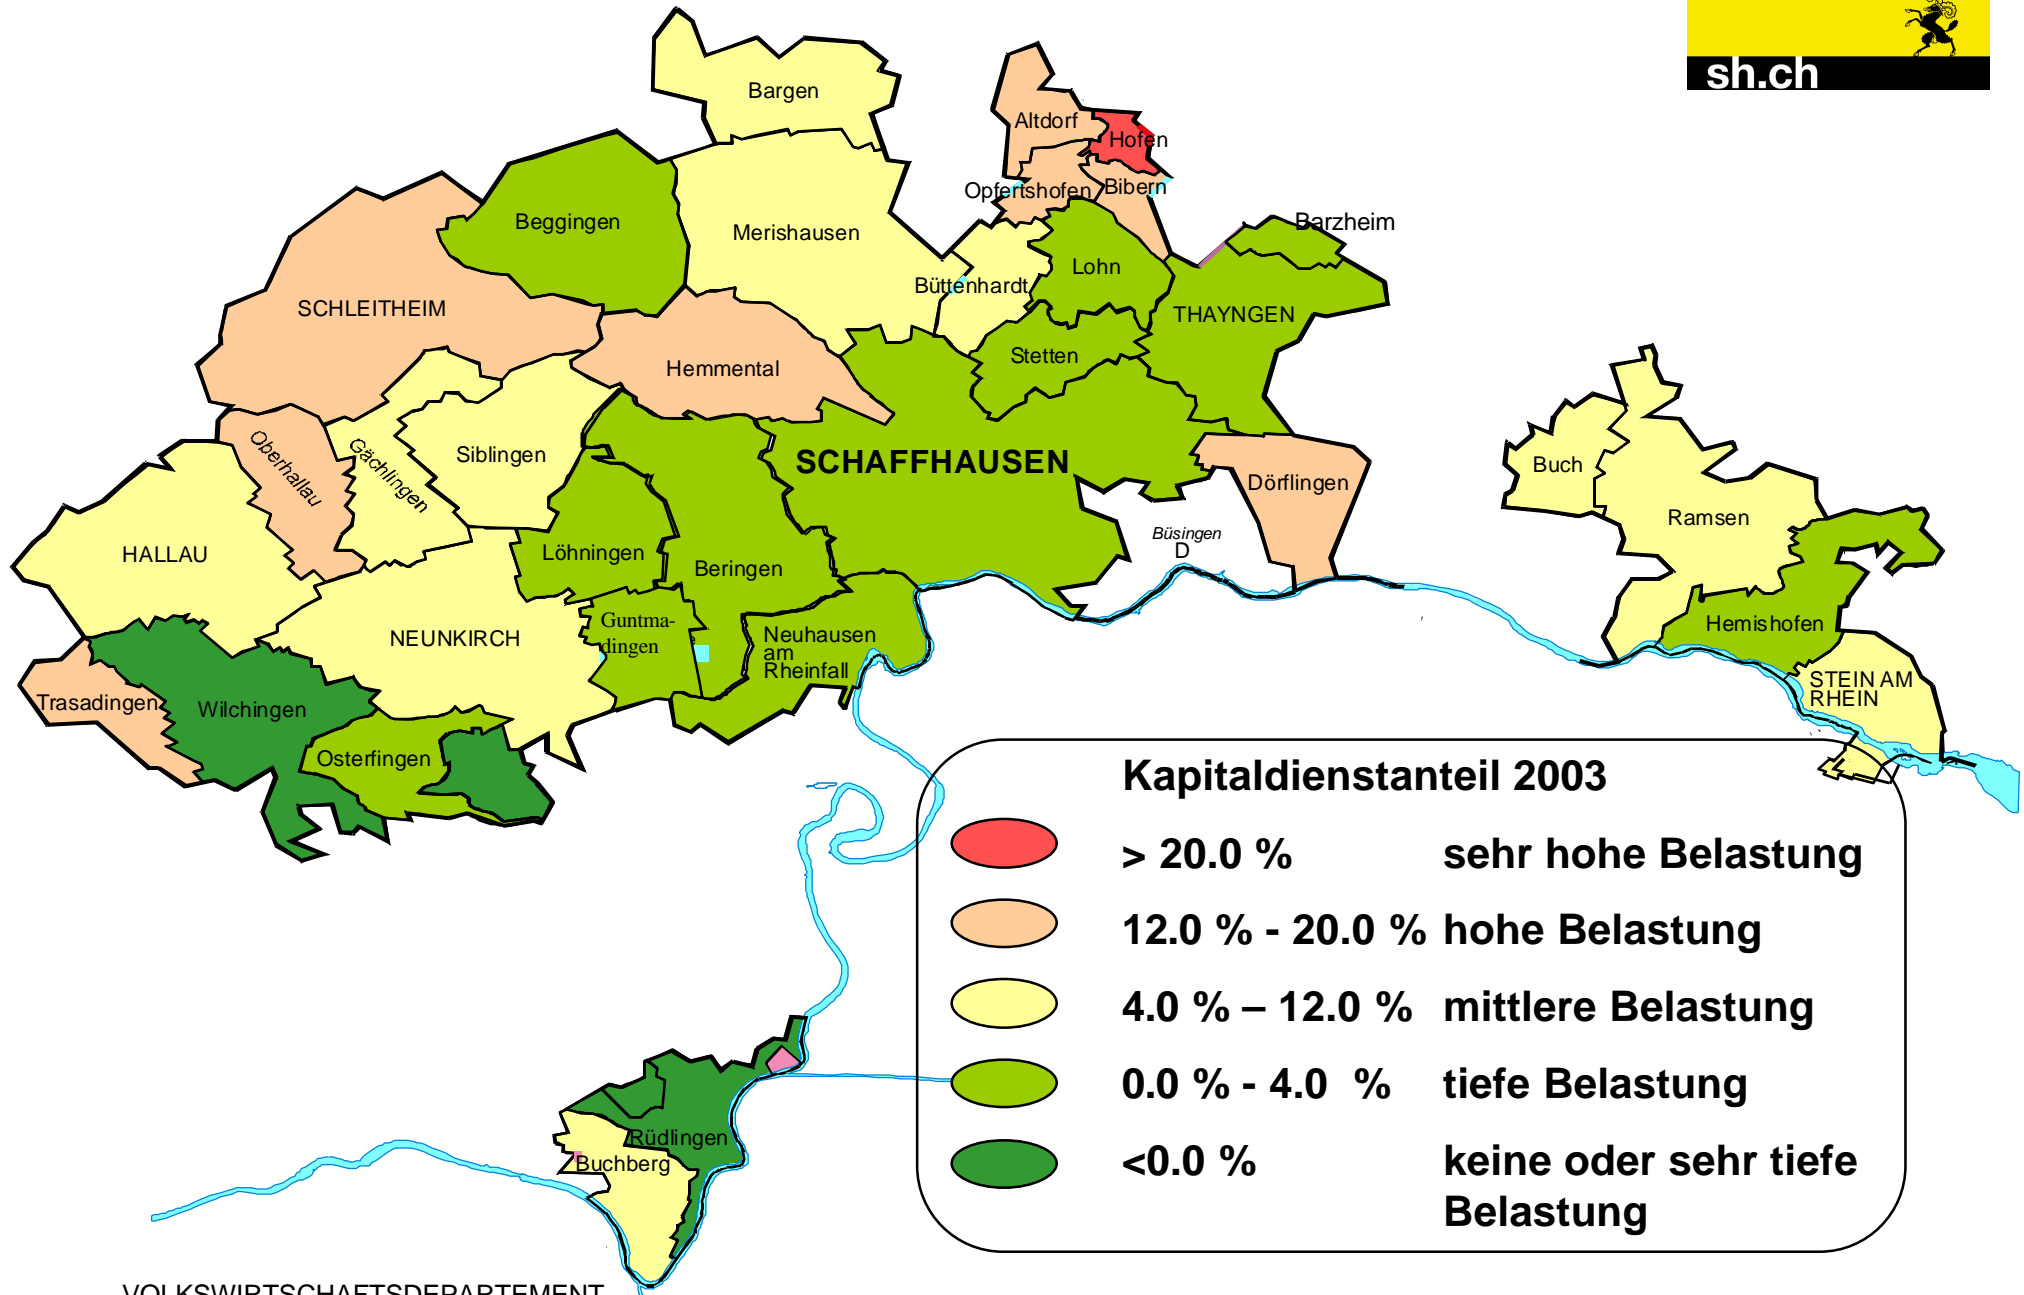 sh.ch
Bargen
Altdorf
Hofen
Opfertshofen
Bibern
Beggingen
Merishausen
Barzheim
Lohn
Büttenhardt
SCHLEITHEIM
THAYNGEN
Stetten
Hemmental
Oberhallau
Gächlingen
Siblingen
SCHAFFHAUSEN
Dörflingen
Buch
Ramsen
HALLAU
Löhningen
Beringen
Büsingen
D
Guntma-
dingen
NEUNKIRCH
Neuhausen
am
Rheinfall
Hemishofen
STEIN AM
RHEIN
Trasadingen
Wilchingen
Osterfingen
Kapitaldienstanteil 2003
> 20.0 % sehr hohe Belastung
12.0 % - 20.0 % hohe Belastung
4.0 % – 12.0 % mittlere Belastung
0.0 % - 4.0 % tiefe Belastung
<0.0 % keine oder sehr tiefe
Belastung
Rüdlingen
Buchberg
VOLKSWIRTSCHAFTSDEPARTEMENT